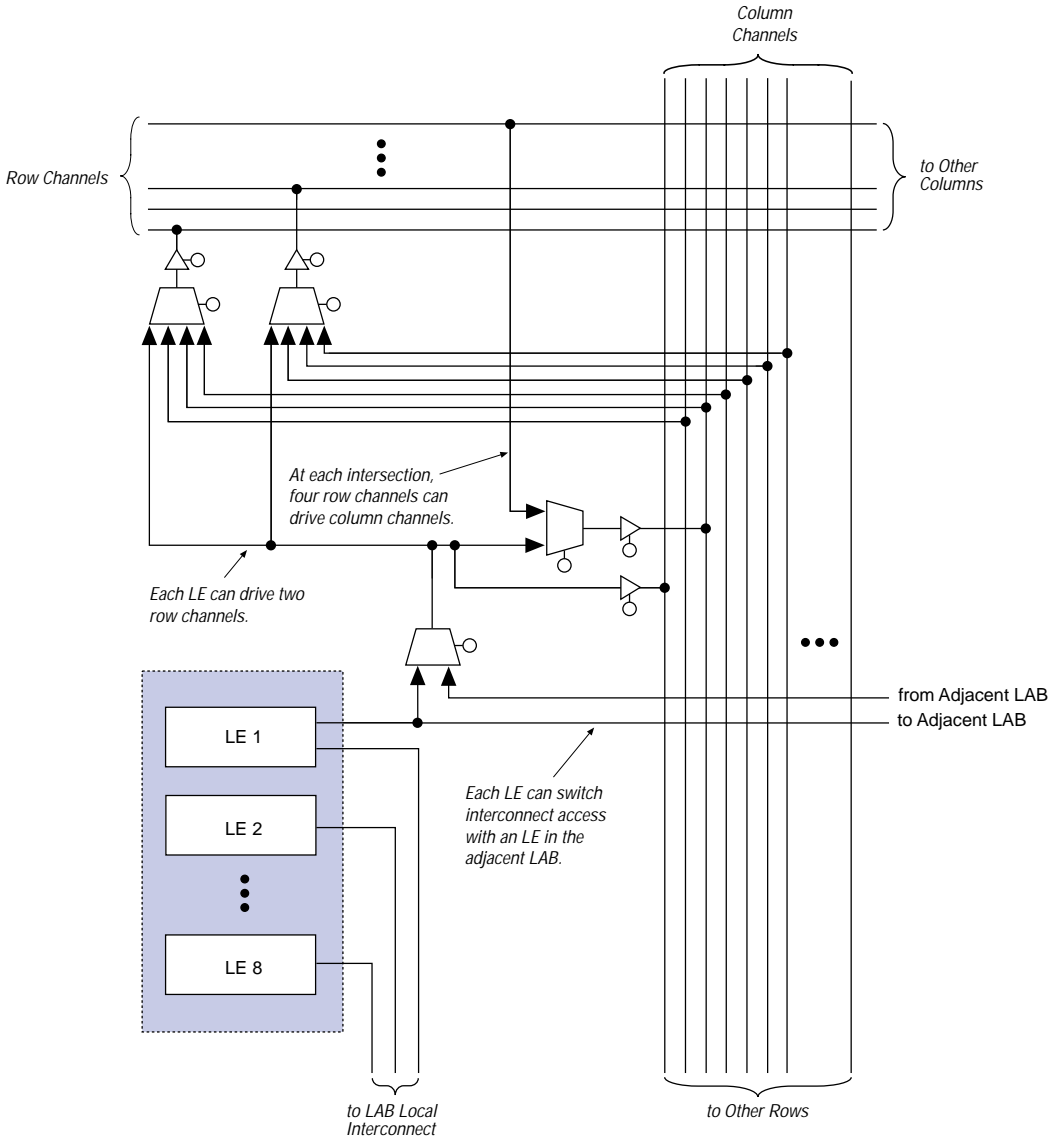 Column
Channels
Row Channels
to Other
Columns
At each intersection,
four row channels can
drive column channels.
Each LE can drive two
row channels.
from Adjacent LAB
to Adjacent LAB
LE 1
Each LE can switch
interconnect access
with an LE in the
adjacent LAB.
LE 2
LE 8
to LAB Local
Interconnect
to Other Rows